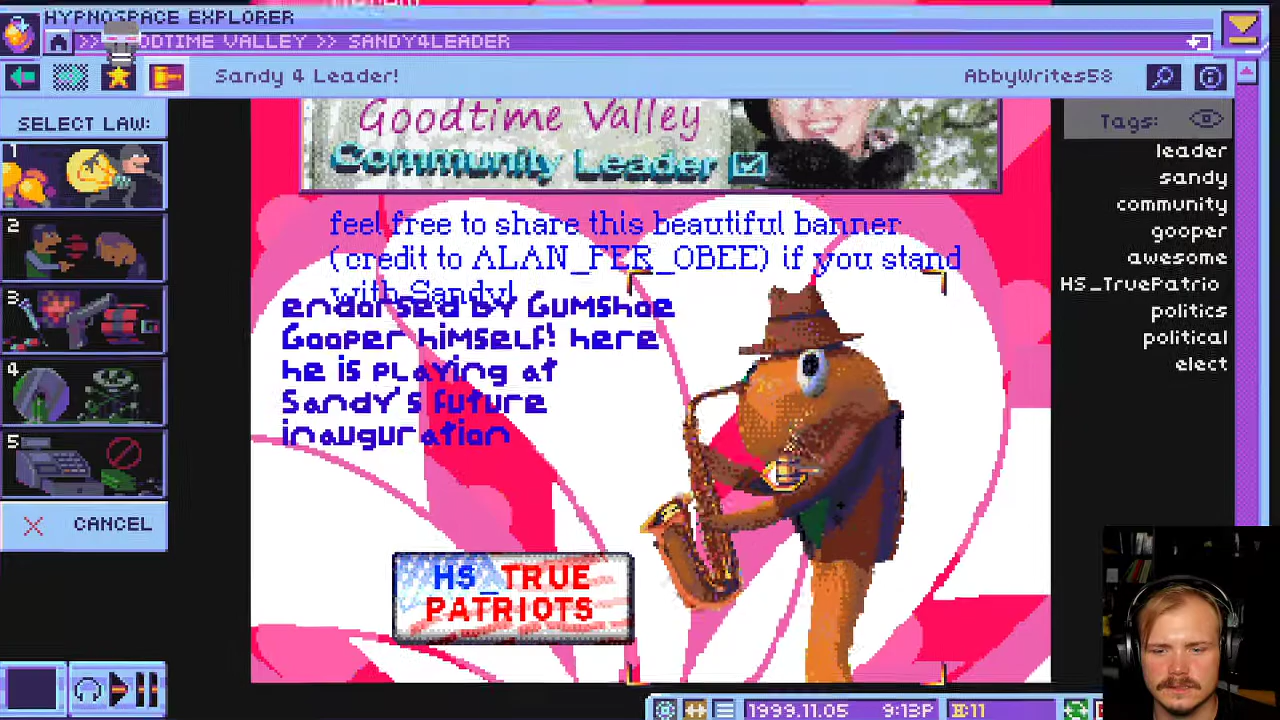 HYPNOSPACE EXPLORER
>> GOODTIME VALLEY >> SANDY4LEADER
Sandy 4 Leader!
AbbyWrites58
SELECT LAW:
1
2
3
4
5
CANCEL
Goodtime Valley
Community Leader
feel free to share this beautiful banner
(credit to ALAN_FER_OBEE) if you stand
with Sandy!
endorsed by Gumshoe
Gooper himself! here
he is playing at
Sandy's future
inauguration
HS_TRUE
PATRIOTS
Tags:
leader
sandy
community
gooper
awesome
HS_TruePatrio
politics
political
elect
1999.11.05 9:13P
:11